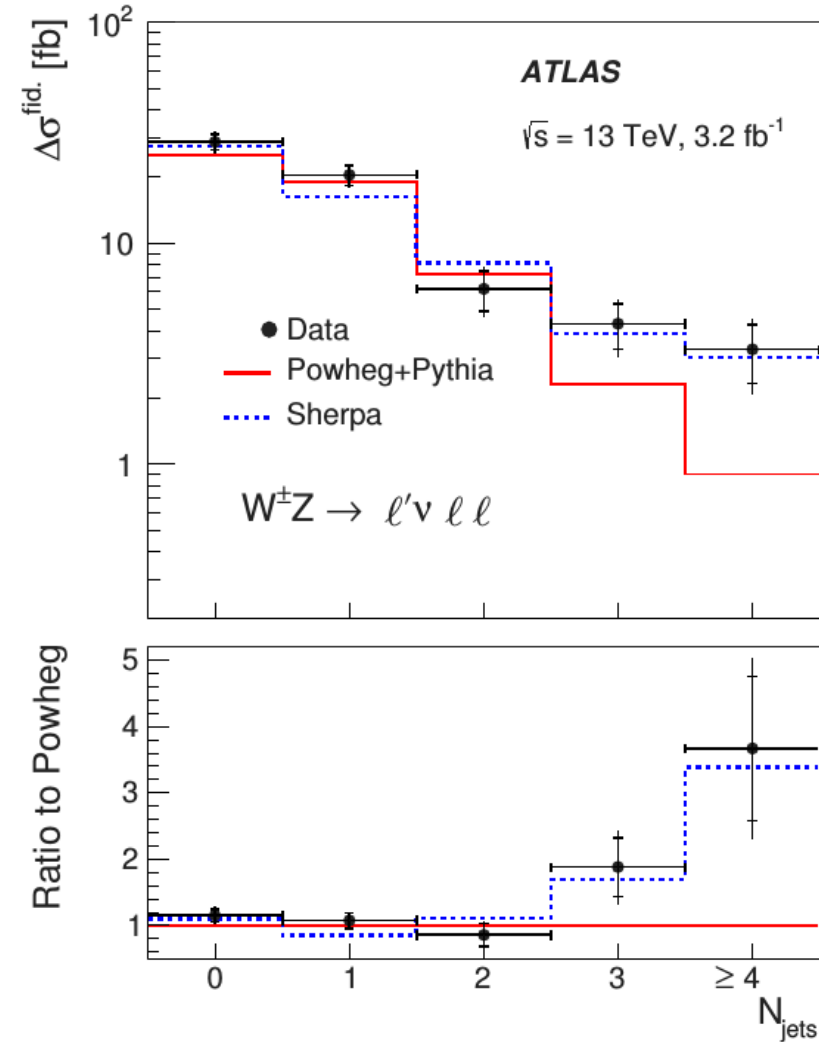 Δσ^fid. [fb]
10²
10
1
ATLAS
√s = 13 TeV, 3.2 fb⁻¹
Data
Powheg+Pythia
Sherpa
W^±Z → ℓ′ν ℓ ℓ
Ratio to Powheg
5
4
3
2
1
0 1 2 3 ≥ 4
N_jets